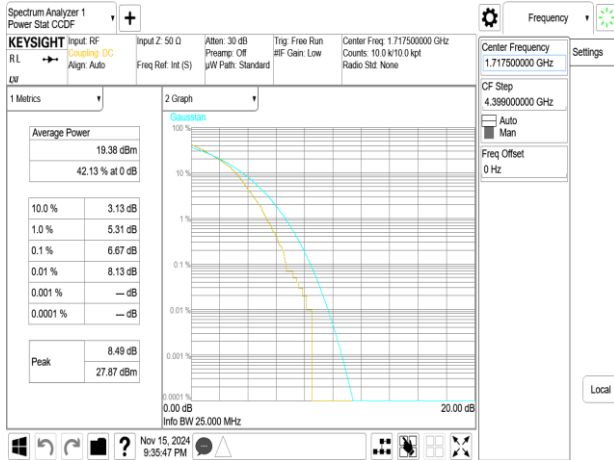 Spectrum Analyzer 1
Power Stat CCDF
Frequency
KEYSIGHT
RL
LXI
Input: RF
Coupling: DC
Align: Auto
Input Z: 50 Ω
Freq Ref: Int (S)
Atten: 30 dB
Preamp: Off
µW Path: Standard
Trig: Free Run
#IF Gain: Low
Center Freq: 1.717500000 GHz
Counts: 10.0 k/10.0 kpt
Radio Std: None
Center Frequency
1.717500000 GHz
Settings
CF Step
4.399000000 GHz
Auto
Man
Freq Offset
0 Hz
Local
1 Metrics
Average Power
19.38 dBm
42.13 % at 0 dB
10.0 % 3.13 dB
1.0 % 5.31 dB
0.1 % 6.67 dB
0.01 % 8.13 dB
0.001 % --- dB
0.0001 % --- dB
Peak
8.49 dB
27.87 dBm
2 Graph
Gaussian
100 %
10 %
1 %
0.1 %
0.01 %
0.001 %
0.0001 %
0.00 dB 20.00 dB
Info BW 25.000 MHz
?
Nov 15, 2024
9:35:47 PM